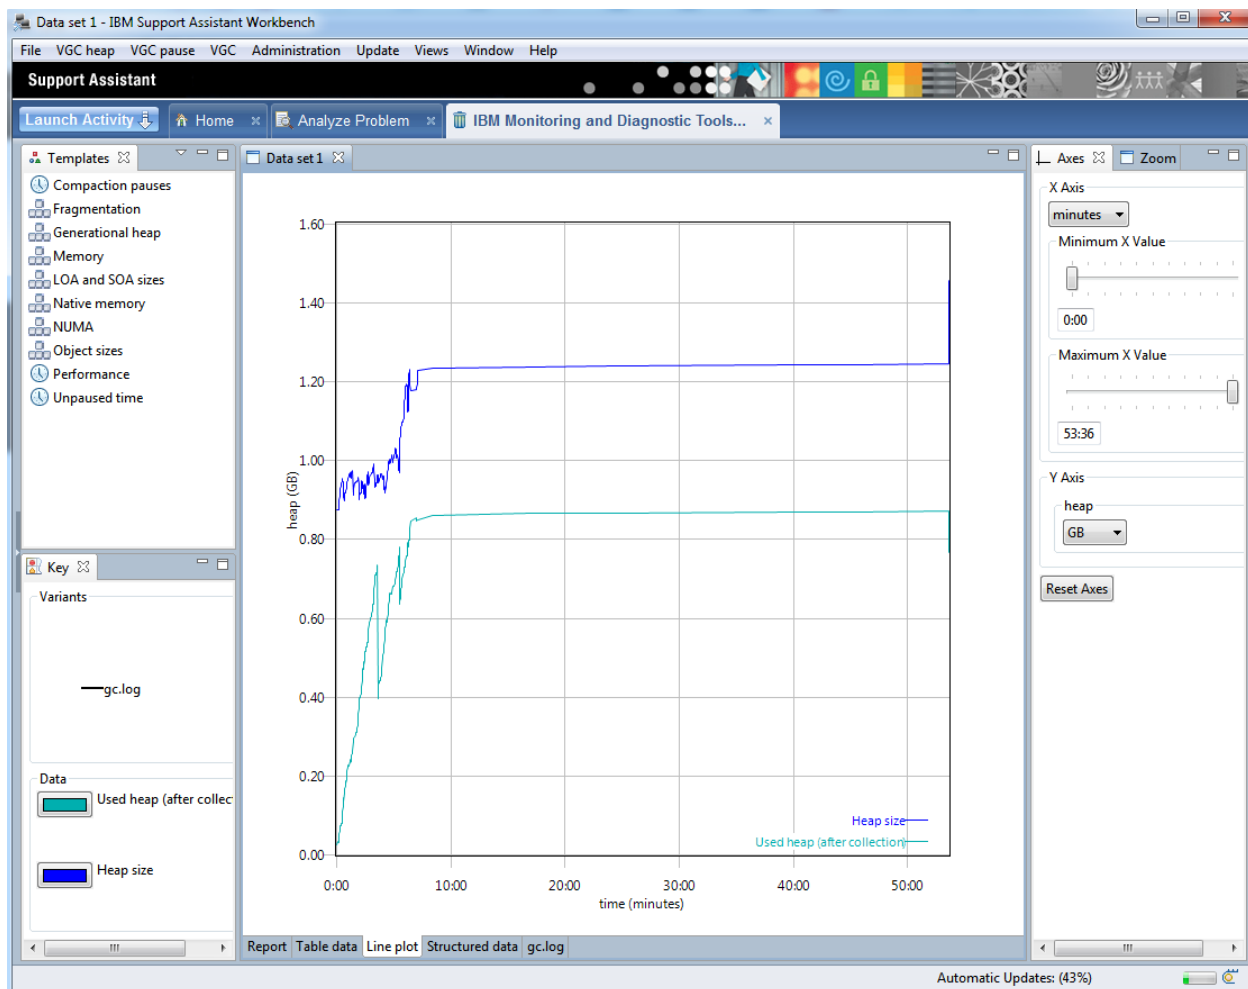 Data set 1 - IBM Support Assistant Workbench
File VGC heap VGC pause VGC Administration Update Views Window Help
Support Assistant
Launch Activity Home Analyze Problem IBM Monitoring and Diagnostic Tools...
Templates
Compaction pauses
Fragmentation
Generational heap
Memory
LOA and SOA sizes
Native memory
NUMA
Object sizes
Performance
Unpaused time
Key
Variants
gc.log
Data
Used heap (after collec
Heap size
Data set 1
1.60
1.40
1.20
1.00
0.80
0.60
0.40
0.20
0.00
heap (GB)
Heap size
Used heap (after collection)
0:00 10:00 20:00 30:00 40:00 50:00
time (minutes)
Report Table data Line plot Structured data gc.log
Axes Zoom
X Axis
minutes
Minimum X Value
0:00
Maximum X Value
53:36
Y Axis
heap
GB
Reset Axes
Automatic Updates: (43%)